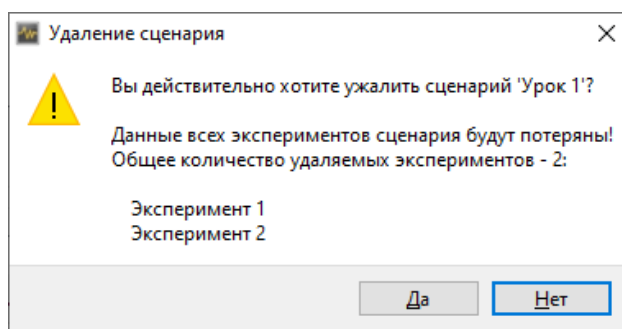 Удаление сценария
Вы действительно хотите ужалить сценарий 'Урок 1'?
Данные всех экспериментов сценария будут потеряны!
Общее количество удаляемых экспериментов - 2:
Эксперимент 1
Эксперимент 2
Да Нет